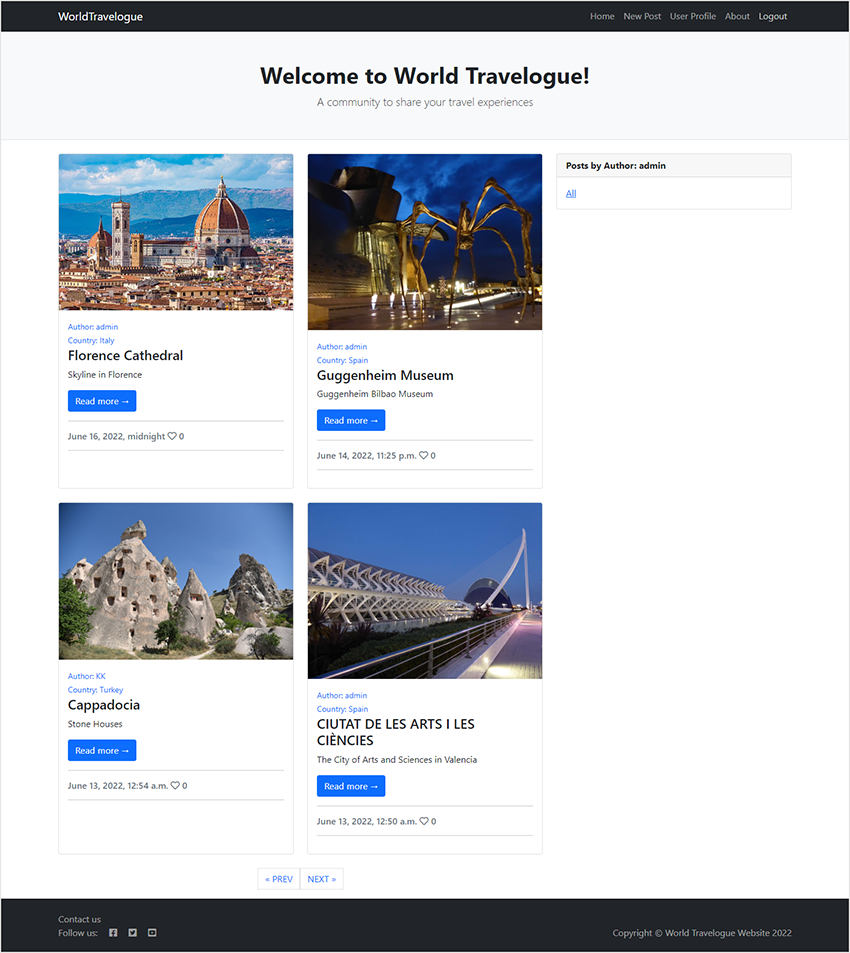 WorldTravelogue
Home New Post User Profile About Logout
Welcome to World Travelogue!
A community to share your travel experiences
Author: admin
Country: Italy
Florence Cathedral
Skyline in Florence
Read more →
June 16, 2022, midnight ♡ 0
Author: admin
Country: Spain
Guggenheim Museum
Guggenheim Bilbao Museum
Read more →
June 14, 2022, 11:25 p.m. ♡ 0
Posts by Author: admin
All
Author: KK
Country: Turkey
Cappadocia
Stone Houses
Read more →
June 13, 2022, 12:54 a.m. ♡ 0
Author: admin
Country: Spain
CIUTAT DE LES ARTS I LES
CIÈNCIES
The City of Arts and Sciences in Valencia
Read more →
June 13, 2022, 12:50 a.m. ♡ 0
« PREV NEXT »
Contact us
Follow us:
Copyright © World Travelogue Website 2022